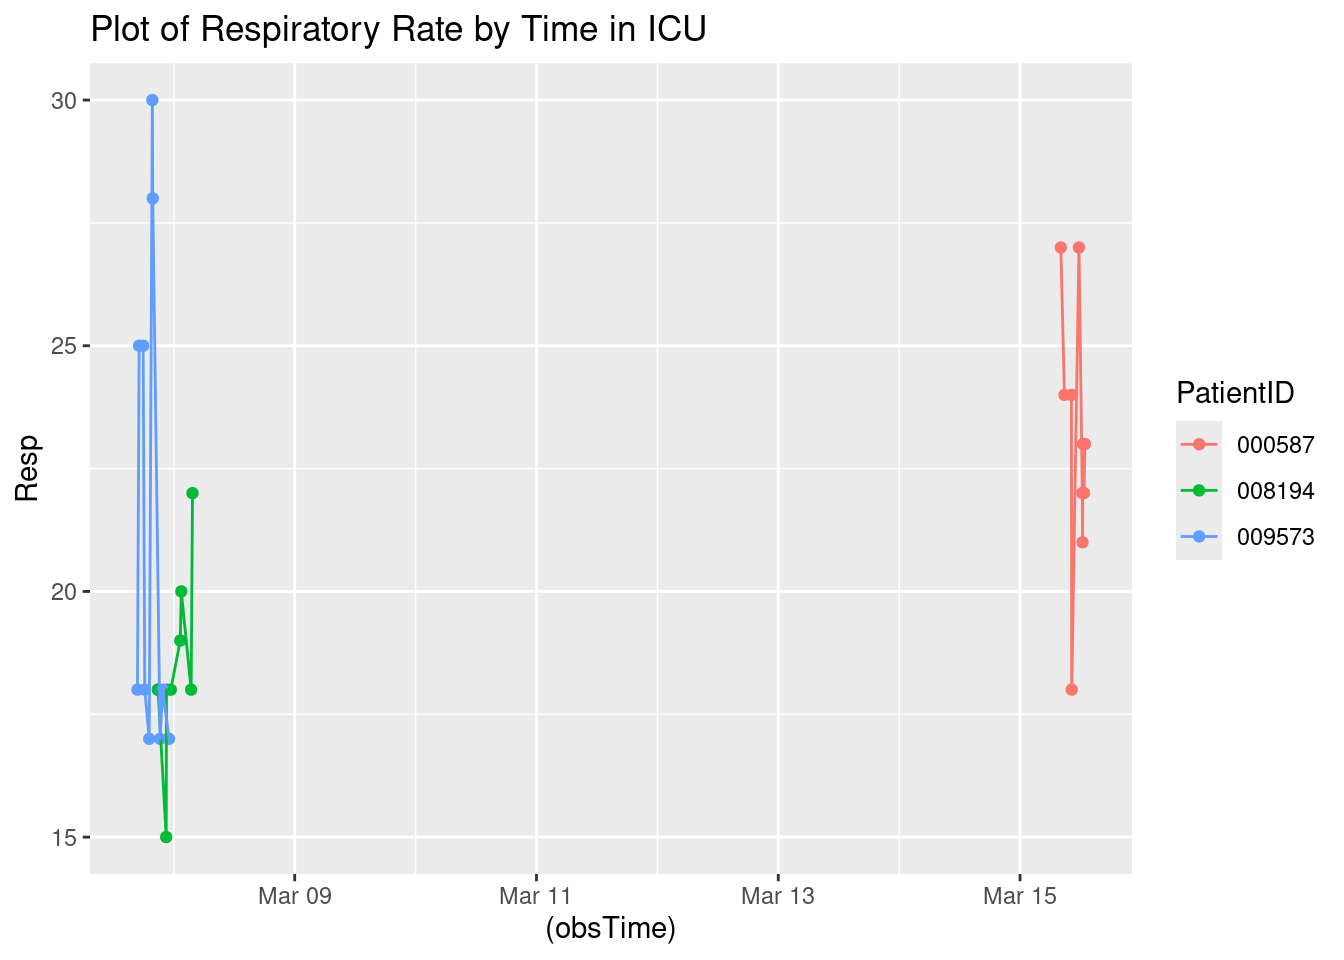 Plot of Respiratory Rate by Time in ICU
30
25
20
15
Resp
Mar 09
Mar 11
Mar 13
Mar 15
(obsTime)
PatientID
000587
008194
009573